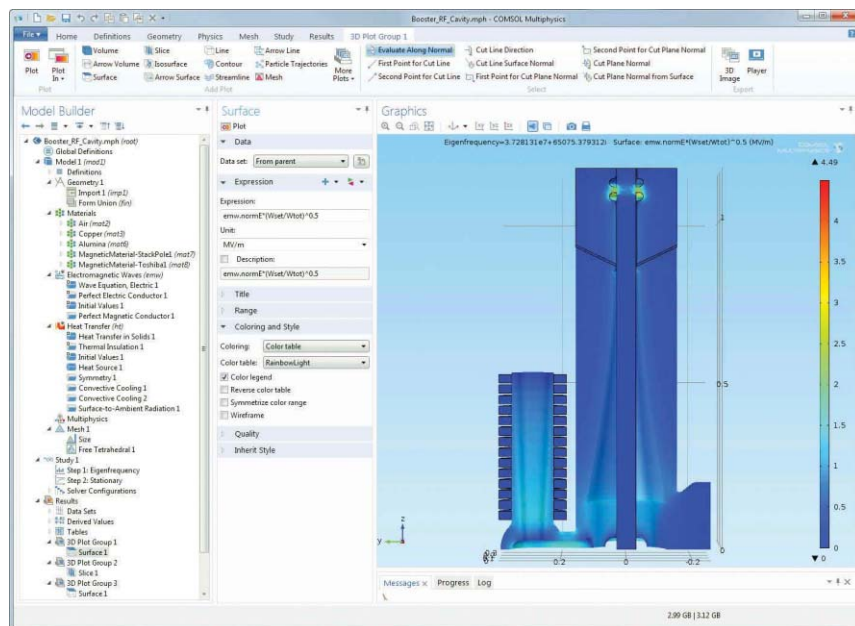 Booster_RF_Cavity.mph - COMSOL Multiphysics
File Home Definitions Geometry Physics Mesh Study Results 3D Plot Group 1
Volume Slice Line Arrow Line Evaluate Along Normal Cut Line Direction Second Point for Cut Plane Normal
Arrow Volume Isosurface Contour Particle Trajectories First Point for Cut Line Cut Line Surface Normal Cut Plane Normal
Surface Arrow Surface Streamline Mesh Second Point for Cut Line First Point for Cut Plane Normal Cut Plane Normal from Surface
Plot Plot In More Plots 3D Image Player
Plot Add Plot Select Export
Model Builder
Booster_RF_Cavity.mph (root)
Global Definitions
Model 1 (mod1)
Definitions
Geometry 1
Import 1 (imp1)
Form Union (fin)
Materials
Air (mat2)
Copper (mat3)
Alumina (mat6)
MagneticMaterial-StackPole1 (mat7)
MagneticMaterial-Toshiba1 (mat8)
Electromagnetic Waves (emw)
Wave Equation, Electric 1
Perfect Electric Conductor 1
Initial Values 1
Perfect Magnetic Conductor 1
Heat Transfer (ht)
Heat Transfer in Solids 1
Thermal Insulation 1
Initial Values 1
Heat Source 1
Symmetry 1
Convective Cooling 1
Convective Cooling 2
Surface-to-Ambient Radiation 1
Multiphysics
Mesh 1
Size
Free Tetrahedral 1
Study 1
Step 1: Eigenfrequency
Step 2: Stationary
Solver Configurations
Results
Data Sets
Derived Values
Tables
3D Plot Group 1
Surface 1
3D Plot Group 2
Slice 1
3D Plot Group 3
Surface 1
Surface
Plot
Data
Data set: From parent
Expression
Expression:
emw.normE*(Wset/Wtot)^0.5
Unit:
MV/m
Description:
emw.normE*(Wset/Wtot)^0.5
Title
Range
Coloring and Style
Coloring: Color table
Color table: RainbowLight
Color legend
Reverse color table
Symmetrize color range
Wireframe
Quality
Inherit Style
Graphics
Eigenfrequency=3.728131e7+65075.379312i Surface: emw.normE*(Wset/Wtot)^0.5 (MV/m)
▲ 4.49
4
3.5
3
2.5
2
1.5
1
0.5
0
▼ 0
1
0.5
0
0.2 0 -0.2
z
y
Messages Progress Log
2.99 GB | 3.12 GB